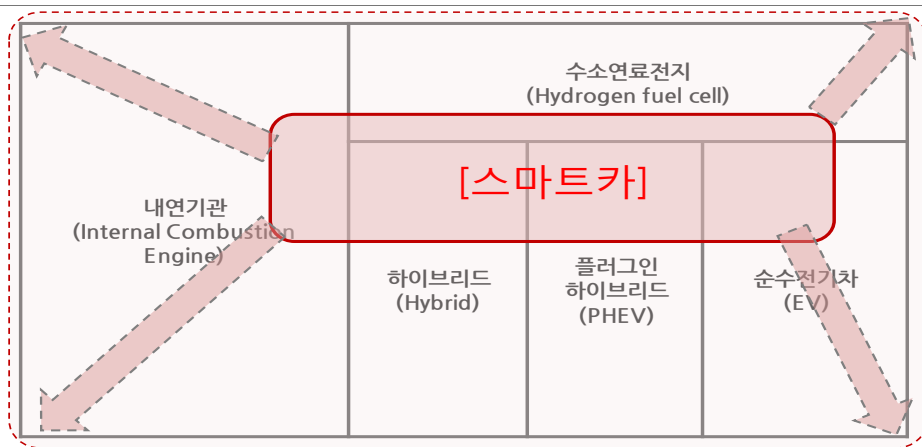 수소연료전지
(Hydrogen fuel cell)
[스마트카]
내연기관
(Internal Combustion
Engine)
하이브리드
(Hybrid)
플러그인
하이브리드
(PHEV)
순수전기차
(EV)